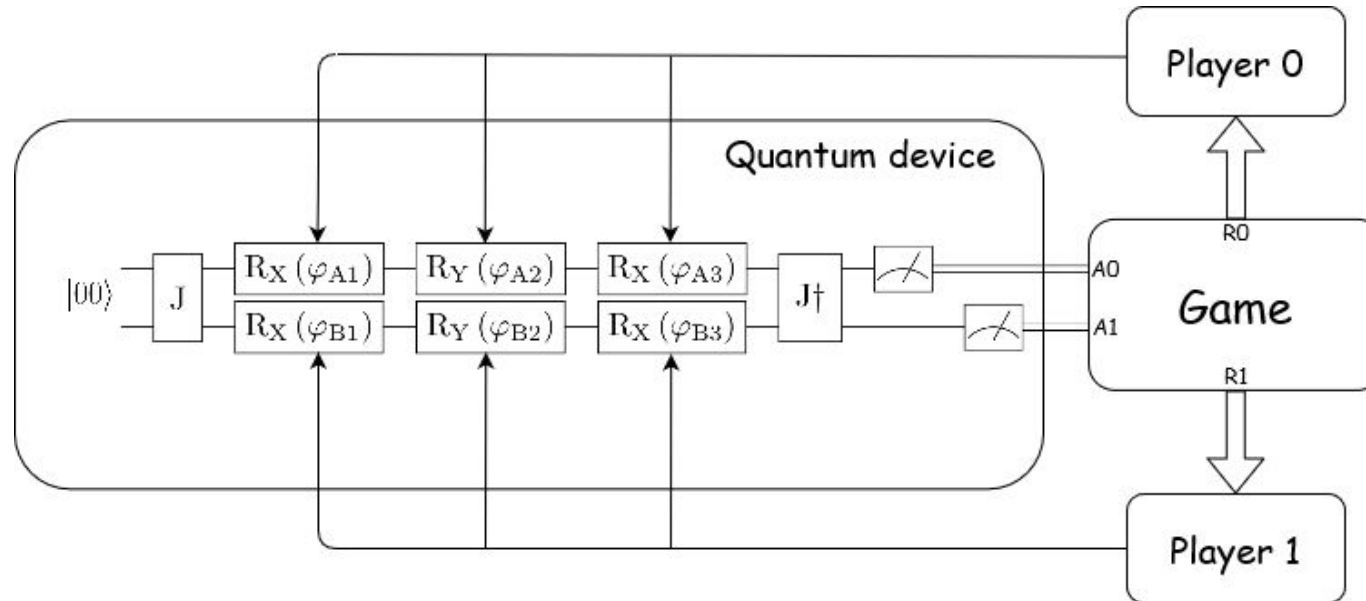 Player 0
Quantum device
R0
|00⟩
J
R_X (φ_A1)
R_Y (φ_A2)
R_X (φ_A3)
J†
A0
R_X (φ_B1)
R_Y (φ_B2)
R_X (φ_B3)
A1
Game
R1
Player 1